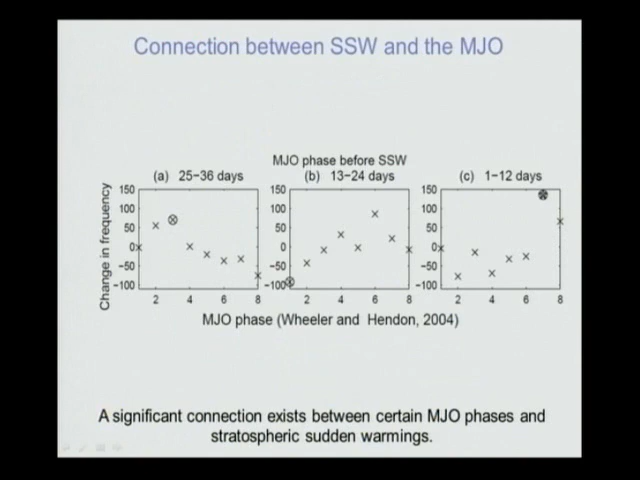 Connection between SSW and the MJO
MJO phase before SSW
(a) 25−36 days
(b) 13−24 days
(c) 1−12 days
Change in frequency
150
100
50
0
−50
−100
2 4 6 8
150
100
50
0
−50
−100
2 4 6 8
150
100
50
0
−50
−100
2 4 6 8
MJO phase (Wheeler and Hendon, 2004)
A significant connection exists between certain MJO phases and
stratospheric sudden warmings.